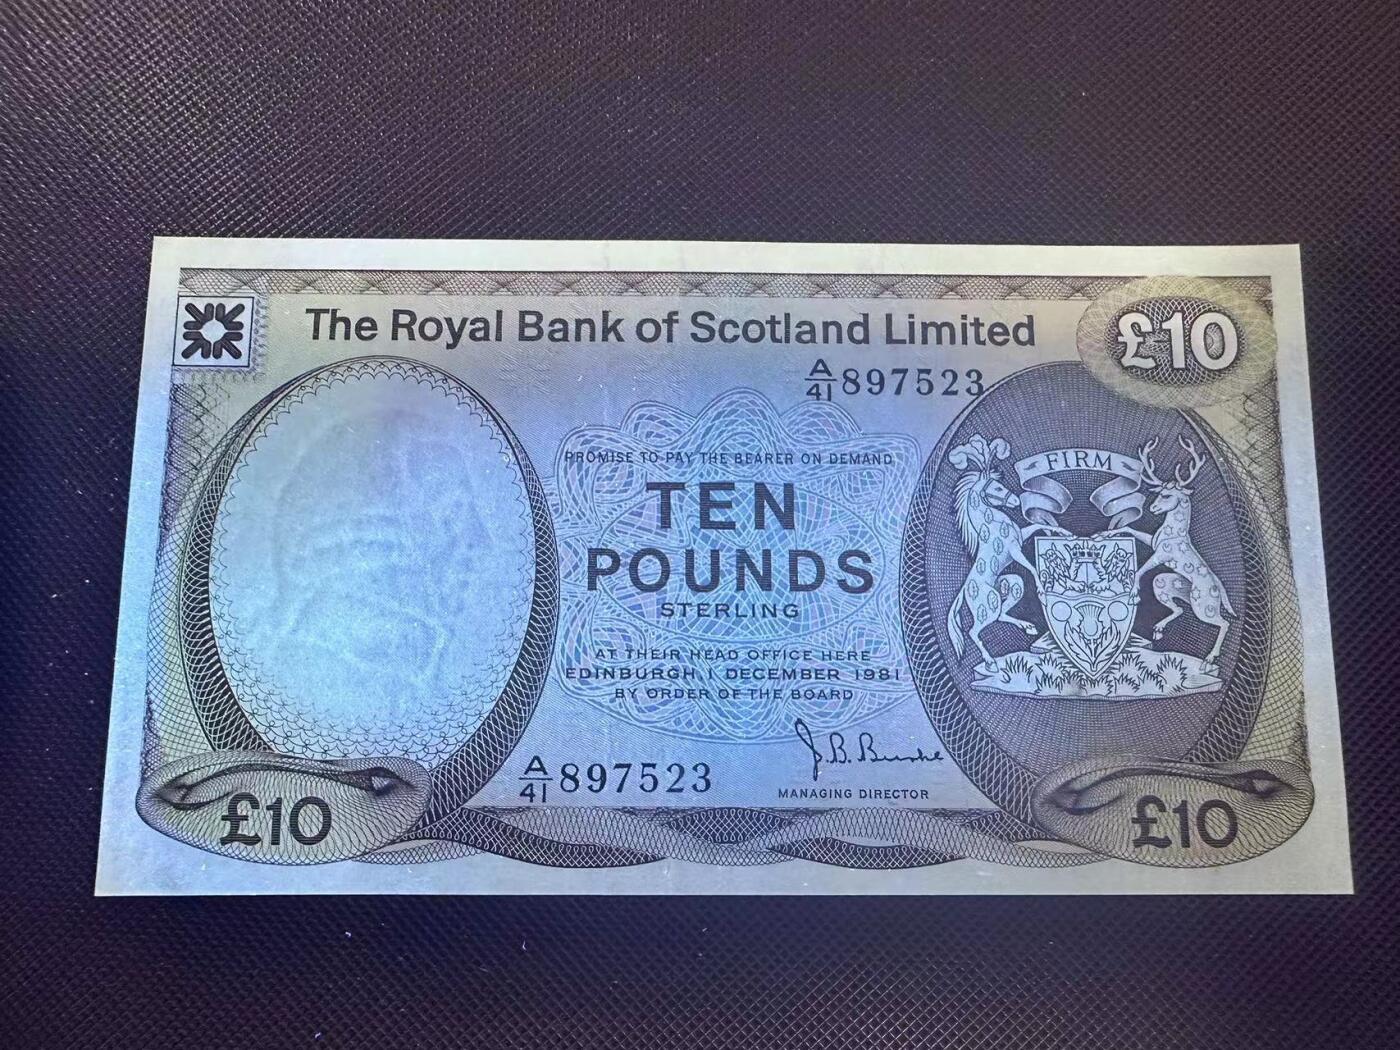 The Royal Bank of Scotland Limited
£10
A/41 897523
FIRM
PROMISE TO PAY THE BEARER ON DEMAND
TEN
POUNDS
STERLING
AT THEIR HEAD OFFICE HERE
EDINBURGH, 1 DECEMBER 1981
BY ORDER OF THE BOARD
J.B. Burke
A/41 897523
MANAGING DIRECTOR
£10
£10